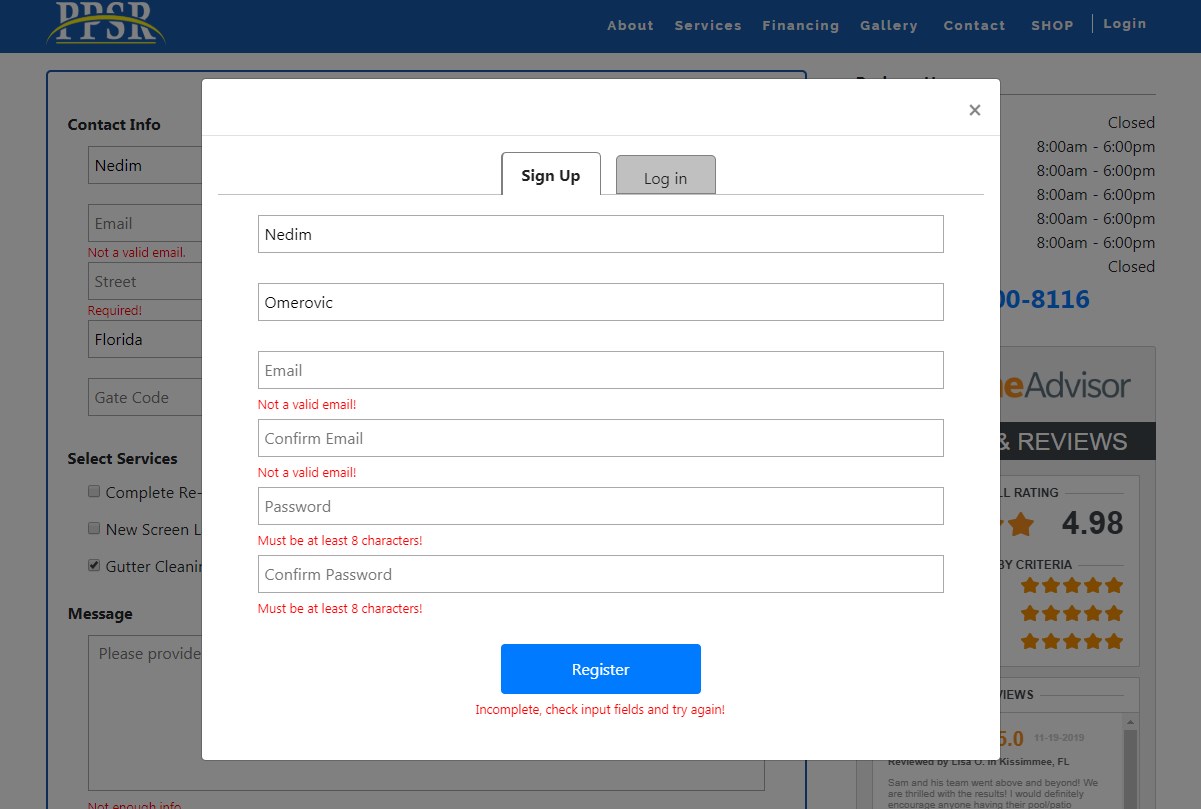 PPSR
About Services Financing Gallery Contact SHOP Login
×
Sign Up
Log in
Nedim
Omerovic
Email
Not a valid email!
Confirm Email
Not a valid email!
Password
Must be at least 8 characters!
Confirm Password
Must be at least 8 characters!
Register
Incomplete, check input fields and try again!
Contact Info
Nedim
Email
Not a valid email.
Street
Required!
Florida
Gate Code
Select Services
Complete Re-
New Screen L
Gutter Cleanin
Message
Please provide
Not enough info
Closed
8:00am - 6:00pm
8:00am - 6:00pm
8:00am - 6:00pm
8:00am - 6:00pm
8:00am - 6:00pm
Closed
00-8116
eAdvisor
& REVIEWS
LL RATING
4.98
BY CRITERIA
VIEWS
5.0 11-15-2019
Reviewed by Lisa O. in Kissimmee, FL
Sam and his team went above and beyond! We
are thrilled with the results! I would definitely
encourage anyone having their pool/patio